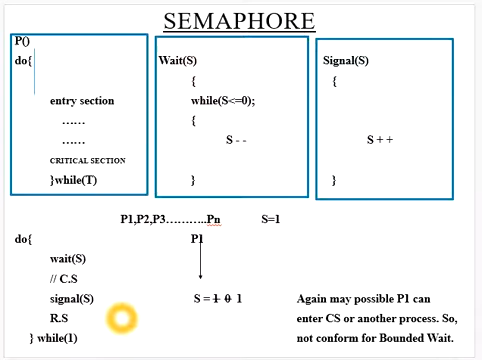 SEMAPHORE
P()
do{
entry section
......
......
CRITICAL SECTION
}while(T)
Wait(S)
{
while(S<=0);
{
S - -
}
Signal(S)
{
S + +
}
P1,P2,P3………..Pn S=1
do{
wait(S)
// C.S
signal(S)
R.S
} while(1)
P1
S = 1 0 1
Again may possible P1 can
enter CS or another process. So,
not conform for Bounded Wait.